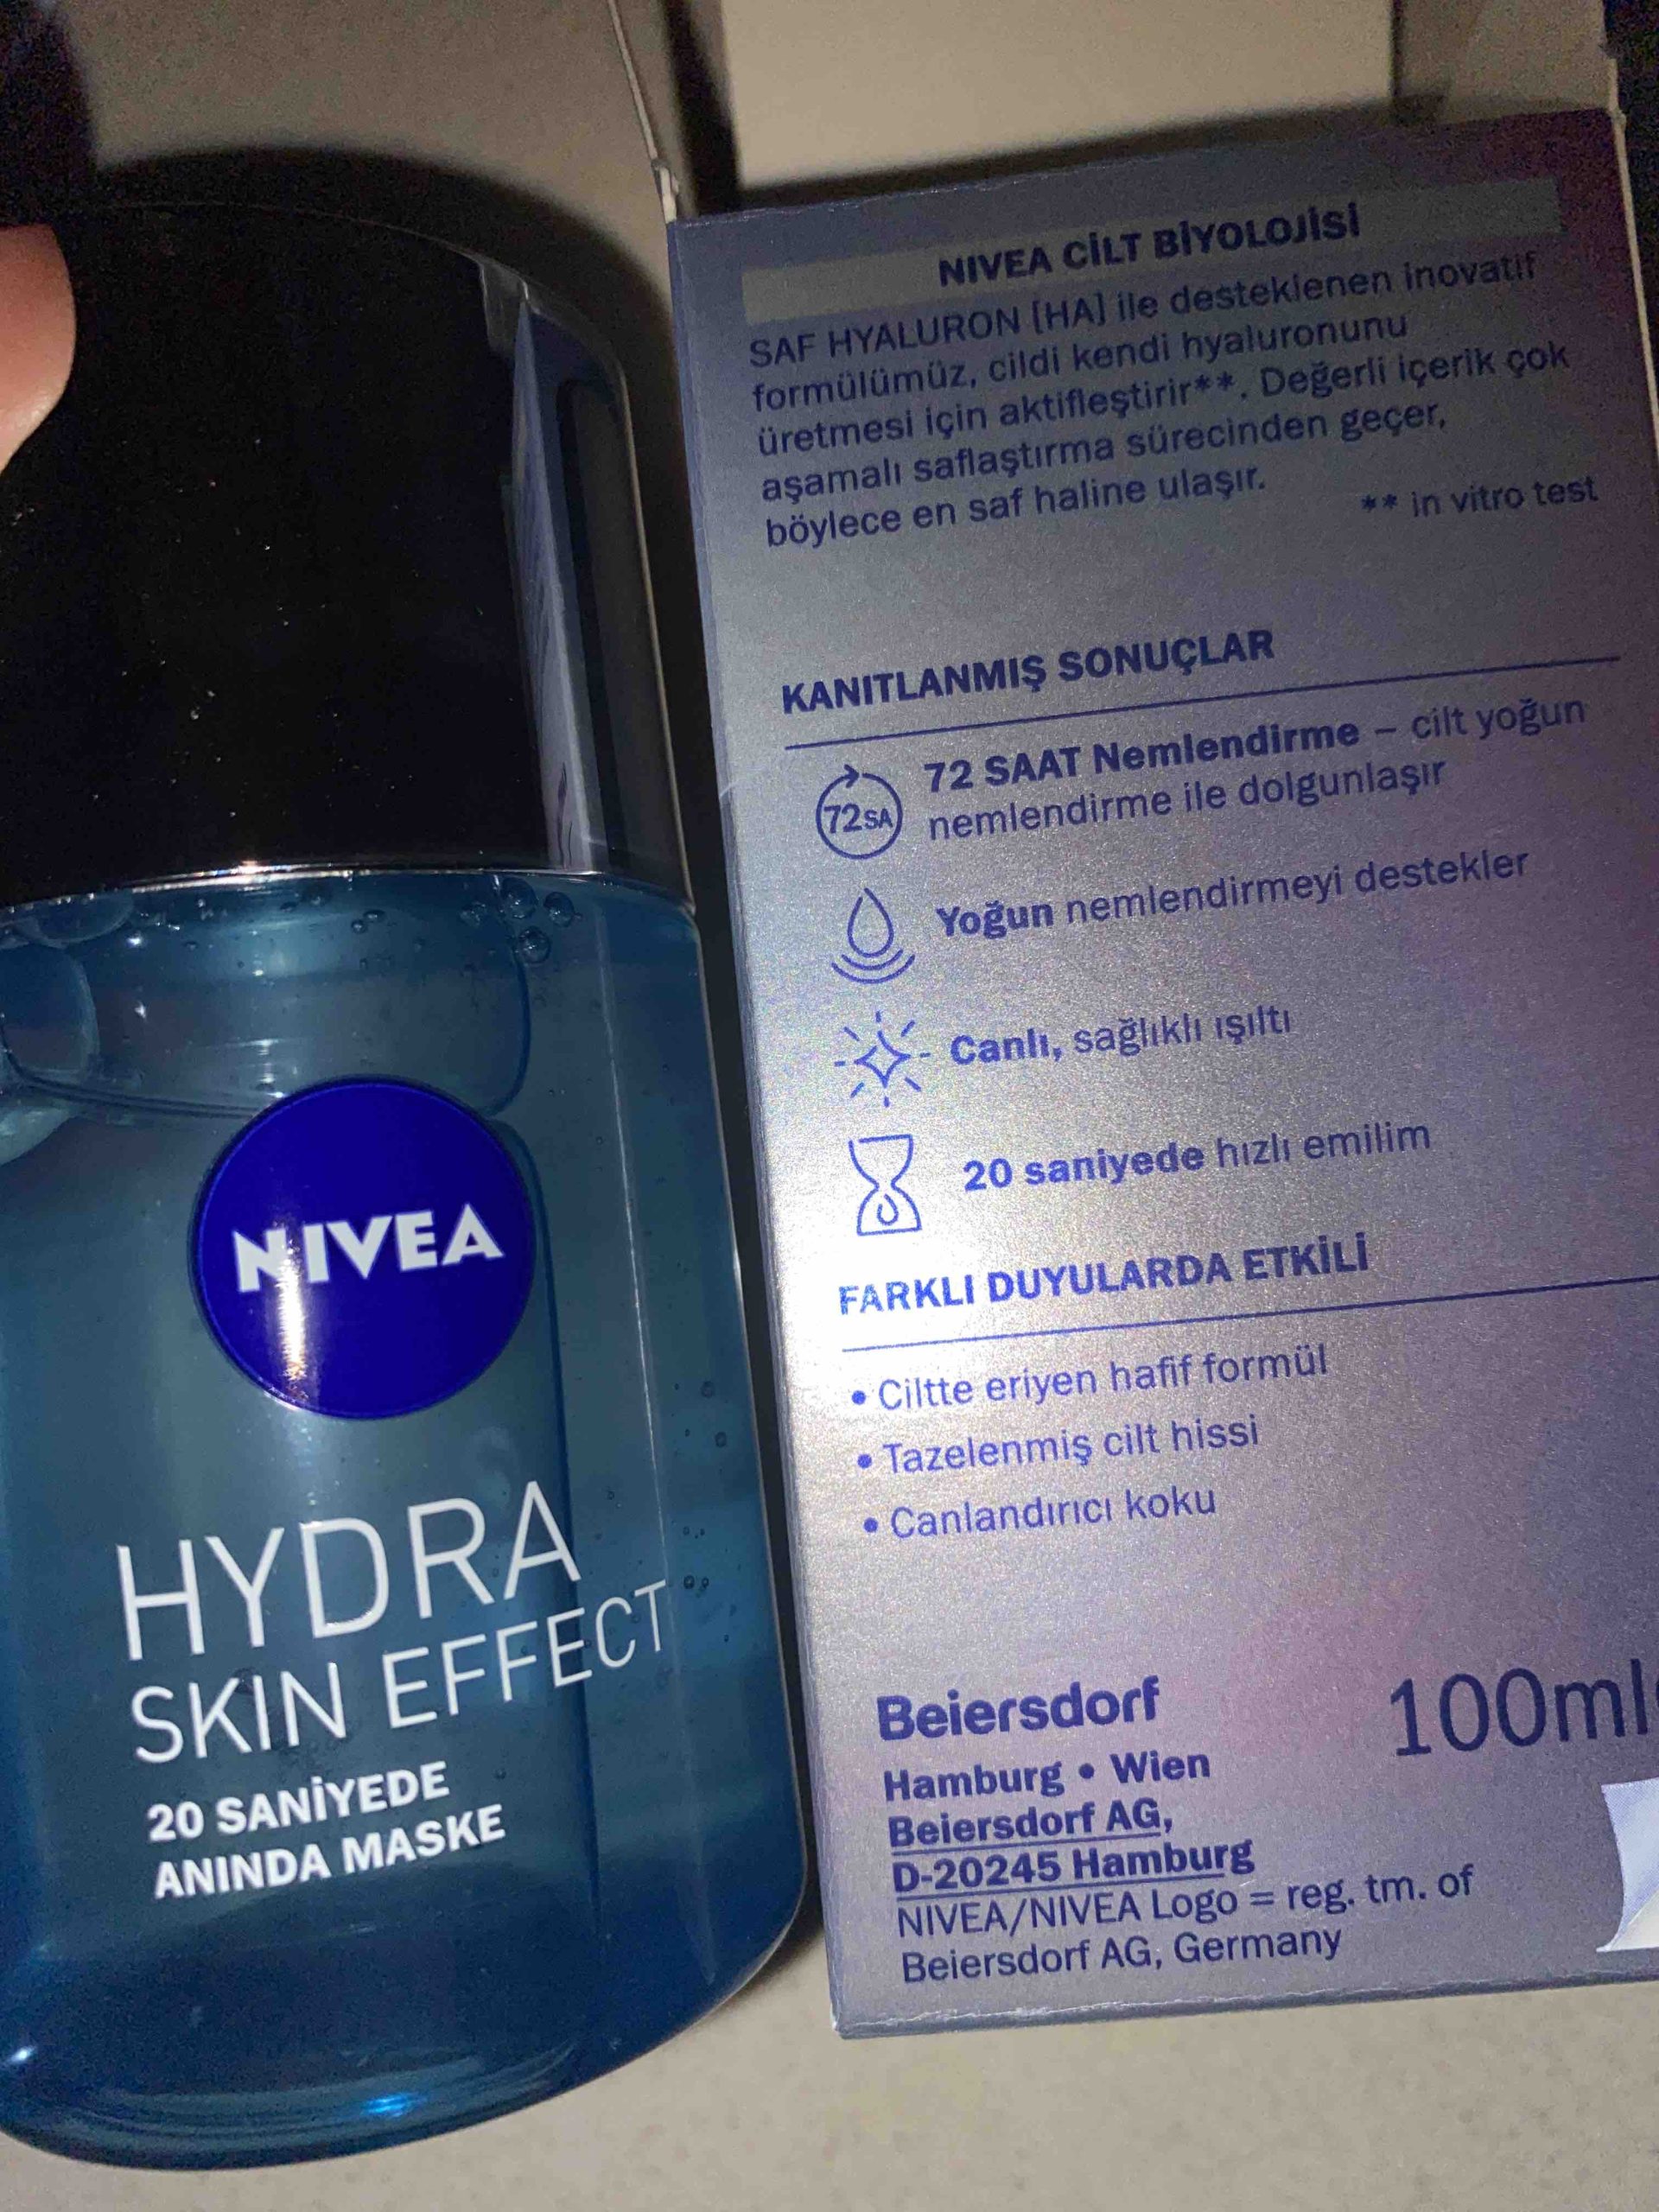 NIVEA
HYDRA
SKIN EFFECT
20 SANİYEDE
ANINDA MASKE
NIVEA CİLT BİYOLOJİSİ
SAF HYALURON [HA] ile desteklenen inovatif
formülümüz, cildi kendi hyaluronunu
üretmesi için aktifleştirir**. Değerli içerik çok
aşamalı saflaştırma sürecinden geçer,
böylece en saf haline ulaşır.
** in vitro test
KANITLANMIŞ SONUÇLAR
72SA
72 SAAT Nemlendirme – cilt yoğun
nemlendirme ile dolgunlaşır
Yoğun nemlendirmeyi destekler
Canlı, sağlıklı ışıltı
20 saniyede hızlı emilim
FARKLI DUYULARDA ETKİLİ
• Ciltte eriyen hafif formül
• Tazelenmiş cilt hissi
• Canlandırıcı koku
Beiersdorf
100ml
Hamburg • Wien
Beiersdorf AG,
D-20245 Hamburg
NIVEA/NIVEA Logo = reg. tm. of
Beiersdorf AG, Germany